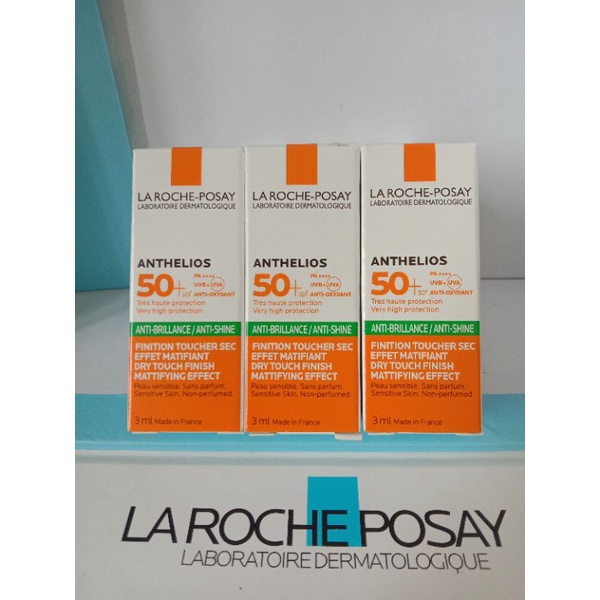 LA ROCHE-POSAY
LABORATOIRE DERMATOLOGIQUE
ANTHELIOS
50+ SPF
PA ++++
UVB + UVA
ANTI-OXYDANT
Très haute protection
Very high protection
ANTI-BRILLANCE / ANTI-SHINE
FINITION TOUCHER SEC
EFFET MATIFIANT
DRY TOUCH FINISH
MATTIFYING EFFECT
Peau sensible. Sans parfum.
Sensitive Skin. Non-perfumed.
3 ml Made in France
LA ROCHE-POSAY
LABORATOIRE DERMATOLOGIQUE
ANTHELIOS
50+ SPF
PA ++++
UVB + UVA
ANTI-OXYDANT
Très haute protection
Very high protection
ANTI-BRILLANCE / ANTI-SHINE
FINITION TOUCHER SEC
EFFET MATIFIANT
DRY TOUCH FINISH
MATTIFYING EFFECT
Peau sensible. Sans parfum.
Sensitive Skin. Non-perfumed.
3 ml Made in France
LA ROCHE-POSAY
LABORATOIRE DERMATOLOGIQUE
ANTHELIOS
50+ SPF
PA ++++
UVB + UVA
ANTI-OXYDANT
Très haute protection
Very high protection
ANTI-BRILLANCE / ANTI-SHINE
FINITION TOUCHER SEC
EFFET MATIFIANT
DRY TOUCH FINISH
MATTIFYING EFFECT
Peau sensible. Sans parfum.
Sensitive Skin. Non-perfumed.
3 ml Made in France
LA ROCHE POSAY
LABORATOIRE DERMATOLOGIQUE